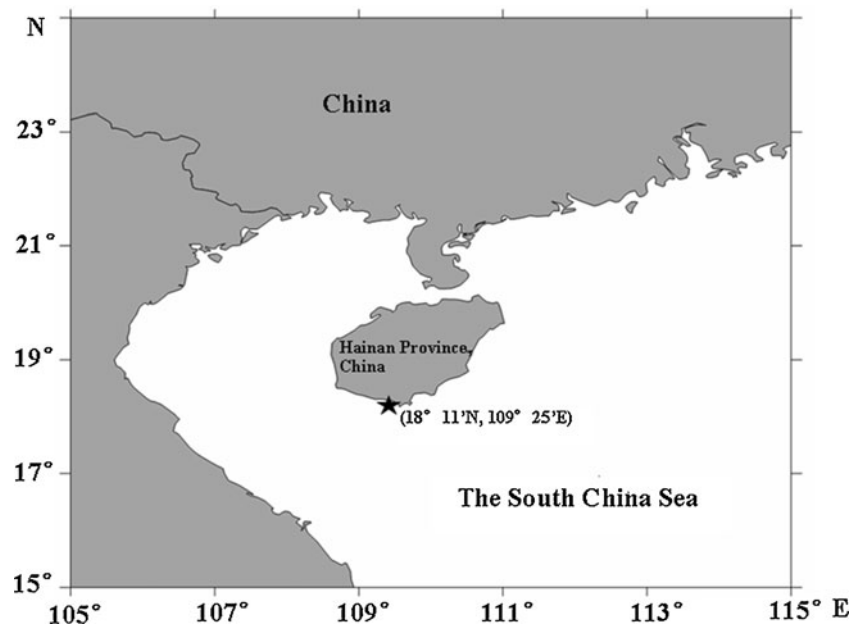 N
China
23°
21°
Hainan Province,
China
19°
(18° 11’N, 109° 25’E)
17°
The South China Sea
15°
105° 107° 109° 111° 113° 115° E